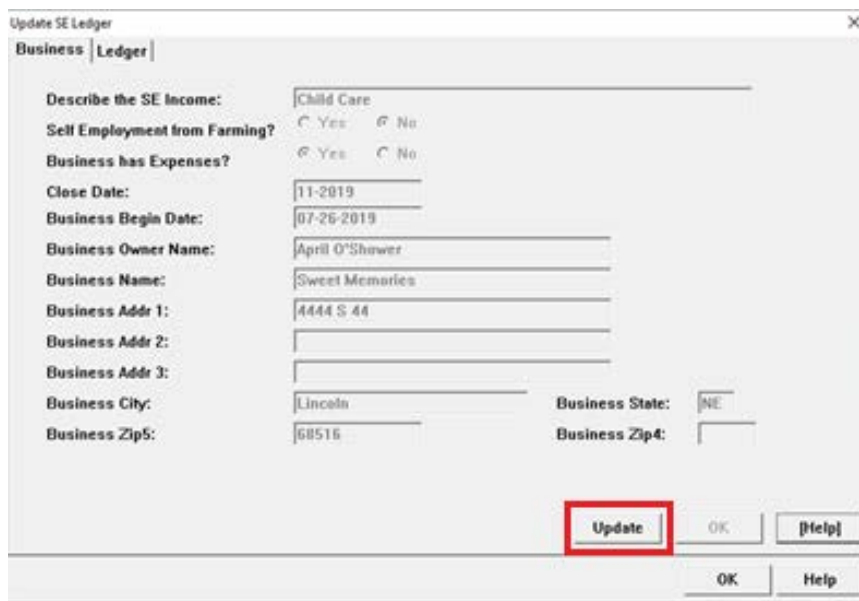 Update SE Ledger
Business Ledger
Describe the SE Income: Child Care
Self Employment from Farming? Yes No
Business has Expenses? Yes No
Close Date: 11-2019
Business Begin Date: 07-26-2019
Business Owner Name: April O'Shower
Business Name: Sweet Memories
Business Addr 1: 4444 S 44
Business Addr 2:
Business Addr 3:
Business City: Lincoln Business State: NE
Business Zip5: 68516 Business Zip4:
Update OK [Help]
OK Help